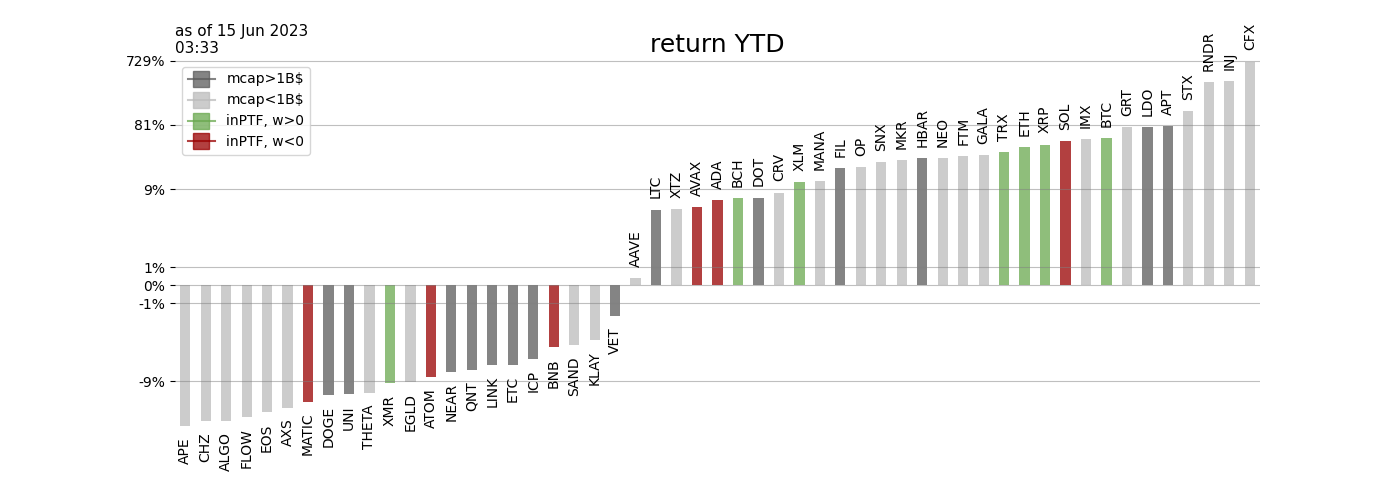 as of 15 Jun 2023
03:33
return YTD
729%
81%
9%
1%
0%
-1%
-9%
mcap>1B$
mcap<1B$
inPTF, w>0
inPTF, w<0
APE
CHZ
ALGO
FLOW
EOS
AXS
MATIC
DOGE
UNI
THETA
XMR
EGLD
ATOM
NEAR
QNT
LINK
ETC
ICP
BNB
SAND
KLAY
VET
AAVE
LTC
XTZ
AVAX
ADA
BCH
DOT
CRV
XLM
MANA
FIL
OP
SNX
MKR
HBAR
NEO
FTM
GALA
TRX
ETH
XRP
SOL
IMX
BTC
GRT
LDO
APT
STX
RNDR
INJ
CFX